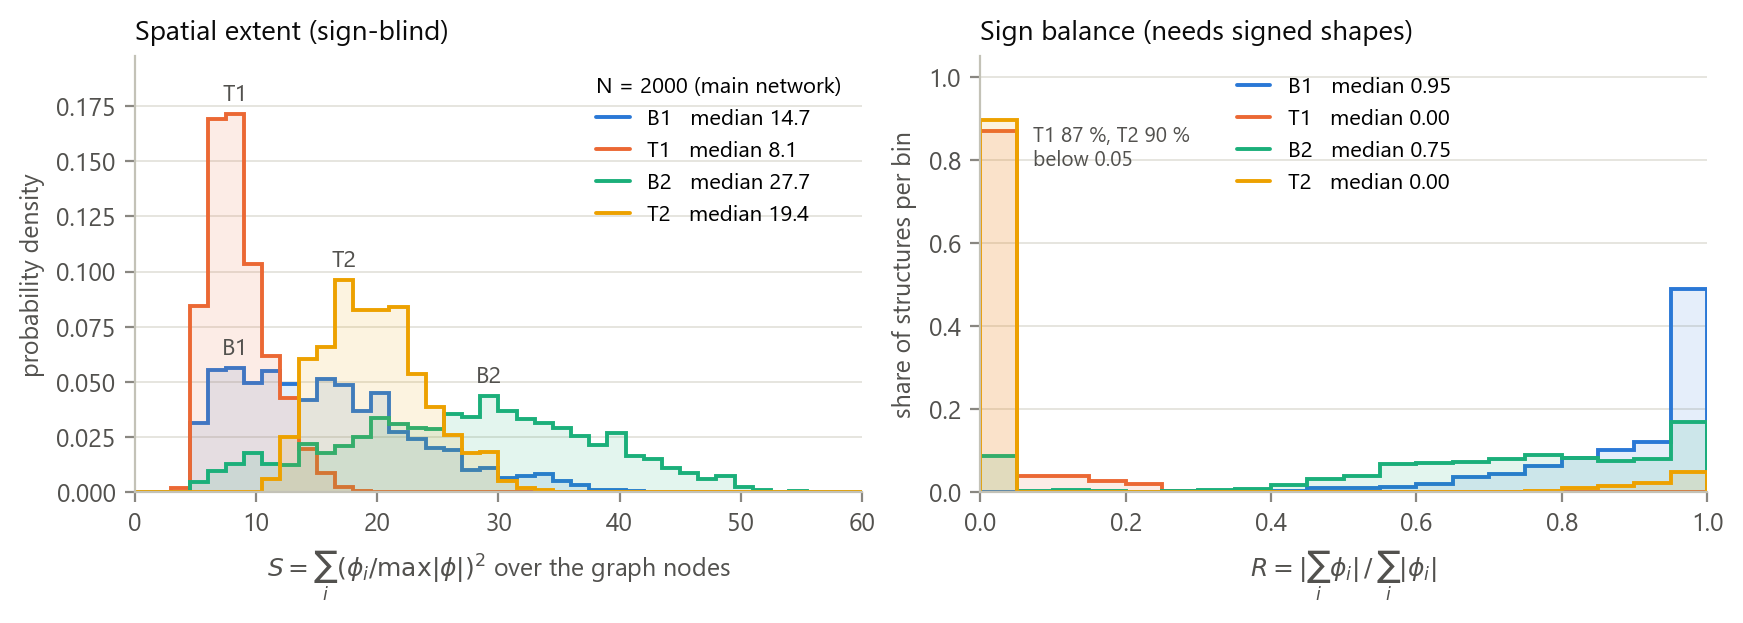 Spatial extent (sign-blind)
N = 2000 (main network)
B1 median 14.7
T1 median 8.1
B2 median 27.7
T2 median 19.4
T1
T2
B1
B2
probability density
0.175
0.150
0.125
0.100
0.075
0.050
0.025
0.000
0 10 20 30 40 50 60
S = ∑_i (ϕ_i/max|ϕ|)² over the graph nodes
Sign balance (needs signed shapes)
B1 median 0.95
T1 median 0.00
B2 median 0.75
T2 median 0.00
T1 87 %, T2 90 %
below 0.05
share of structures per bin
1.0
0.8
0.6
0.4
0.2
0.0
0.0 0.2 0.4 0.6 0.8 1.0
R = |∑_i ϕ_i| / ∑_i |ϕ_i|